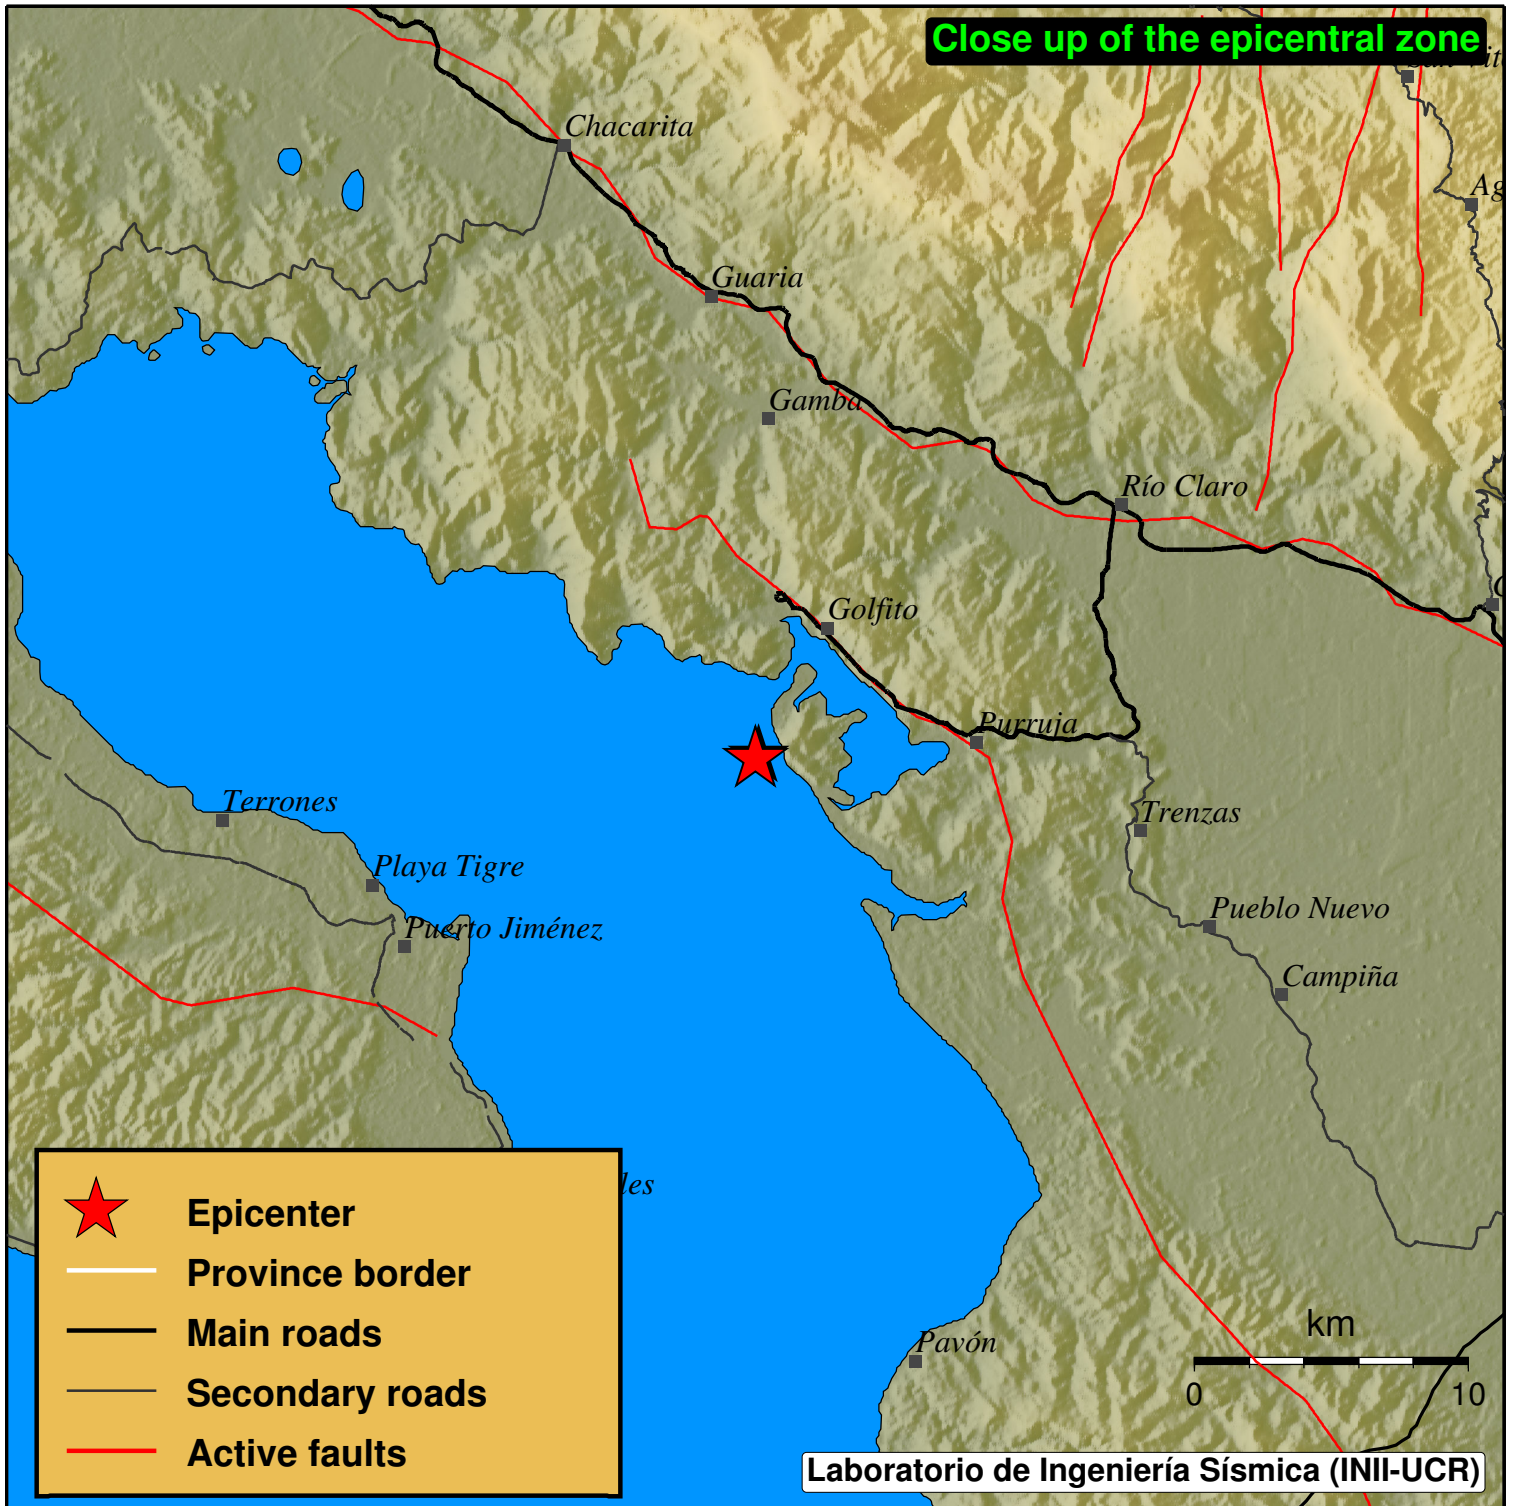 Close up of the epicentral zone
Chacarita
Guaria
Gamba
Río Claro
Golfito
Purruja
Terrones
Trenzas
Playa Tigre
Pueblo Nuevo
Puerto Jiménez
Campiña
Epicenter
Province border
Main roads
Secondary roads
Active faults
Pavón
km
0 10
Laboratorio de Ingeniería Sísmica (INII-UCR)